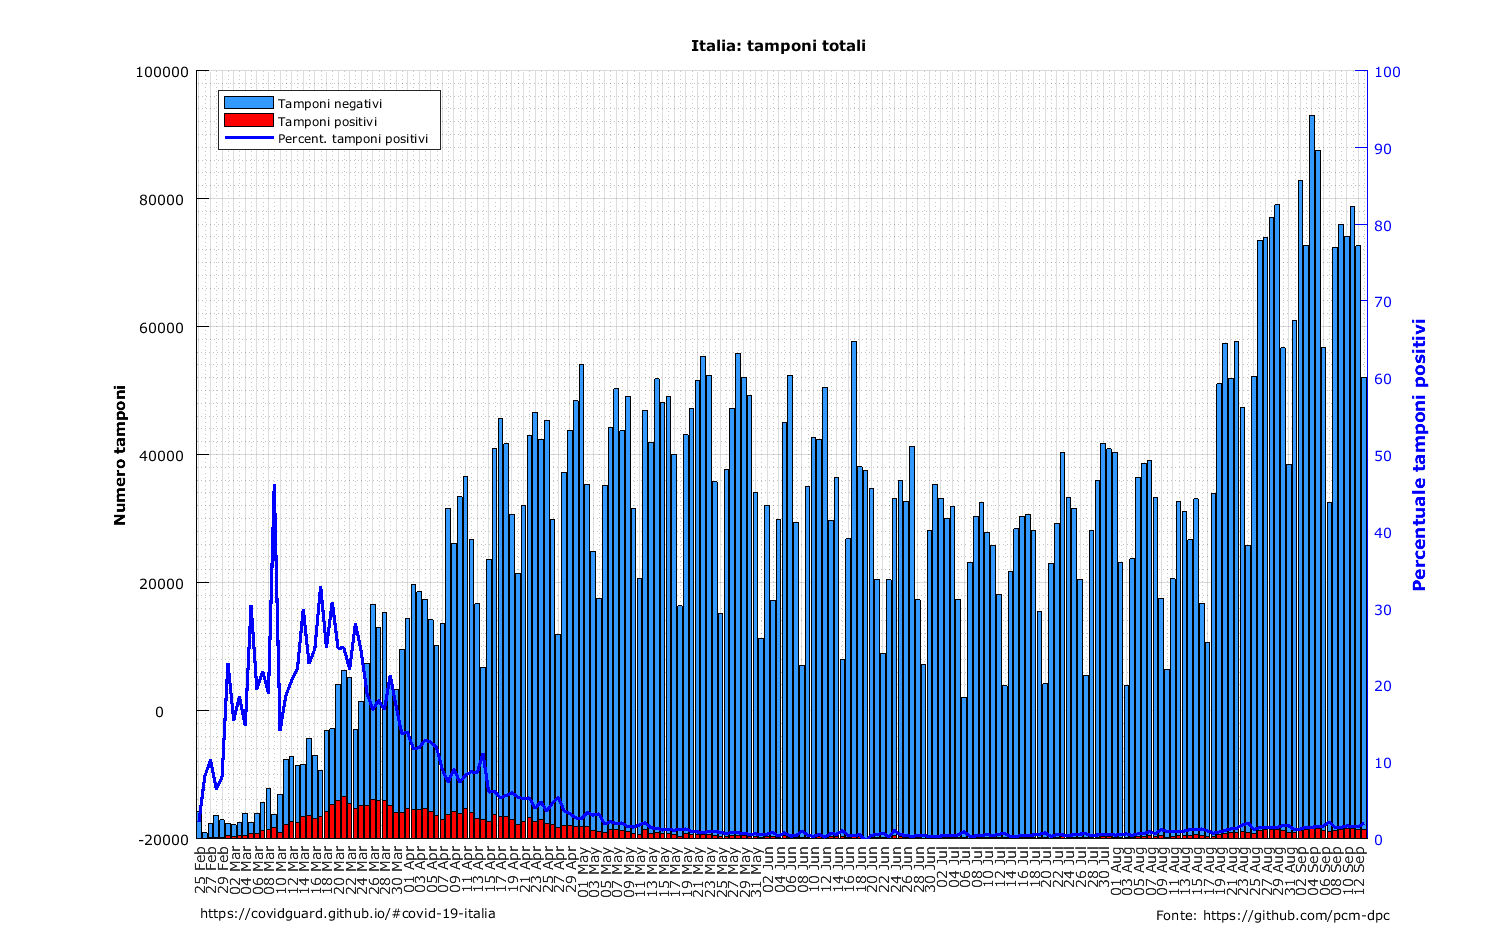 Italia: tamponi totali
100000
80000
60000
40000
20000
0
-20000
Numero tamponi
Tamponi negativi
Tamponi positivi
Percent. tamponi positivi
100
90
80
70
60
50
40
30
20
10
0
Percentuale tamponi positivi
25 Feb
27 Feb
29 Feb
02 Mar
04 Mar
06 Mar
08 Mar
10 Mar
12 Mar
14 Mar
16 Mar
18 Mar
20 Mar
22 Mar
24 Mar
26 Mar
28 Mar
30 Mar
01 Apr
03 Apr
05 Apr
07 Apr
09 Apr
11 Apr
13 Apr
15 Apr
17 Apr
19 Apr
21 Apr
23 Apr
25 Apr
27 Apr
29 Apr
01 May
03 May
05 May
07 May
09 May
11 May
13 May
15 May
17 May
19 May
21 May
23 May
25 May
27 May
29 May
31 May
02 Jun
04 Jun
06 Jun
08 Jun
10 Jun
12 Jun
14 Jun
16 Jun
18 Jun
20 Jun
22 Jun
24 Jun
26 Jun
28 Jun
30 Jun
02 Jul
04 Jul
06 Jul
08 Jul
10 Jul
12 Jul
14 Jul
16 Jul
18 Jul
20 Jul
22 Jul
24 Jul
26 Jul
28 Jul
30 Jul
01 Aug
03 Aug
05 Aug
07 Aug
09 Aug
11 Aug
13 Aug
15 Aug
17 Aug
19 Aug
21 Aug
23 Aug
25 Aug
27 Aug
29 Aug
31 Aug
02 Sep
04 Sep
06 Sep
08 Sep
10 Sep
12 Sep
https://covidguard.github.io/#covid-19-italia
Fonte: https://github.com/pcm-dpc